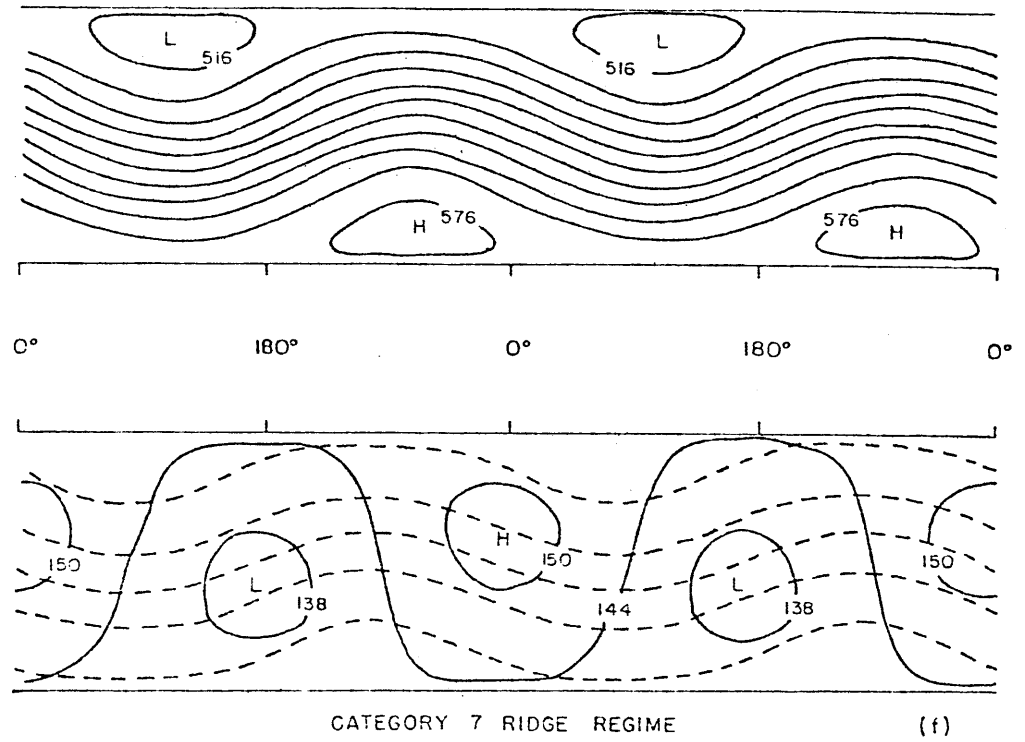 L L
516 516
576 576
H H
0° 180° 0° 180° 0°
H
150 150 150
L L
138 144 138
CATEGORY 7 RIDGE REGIME (f)